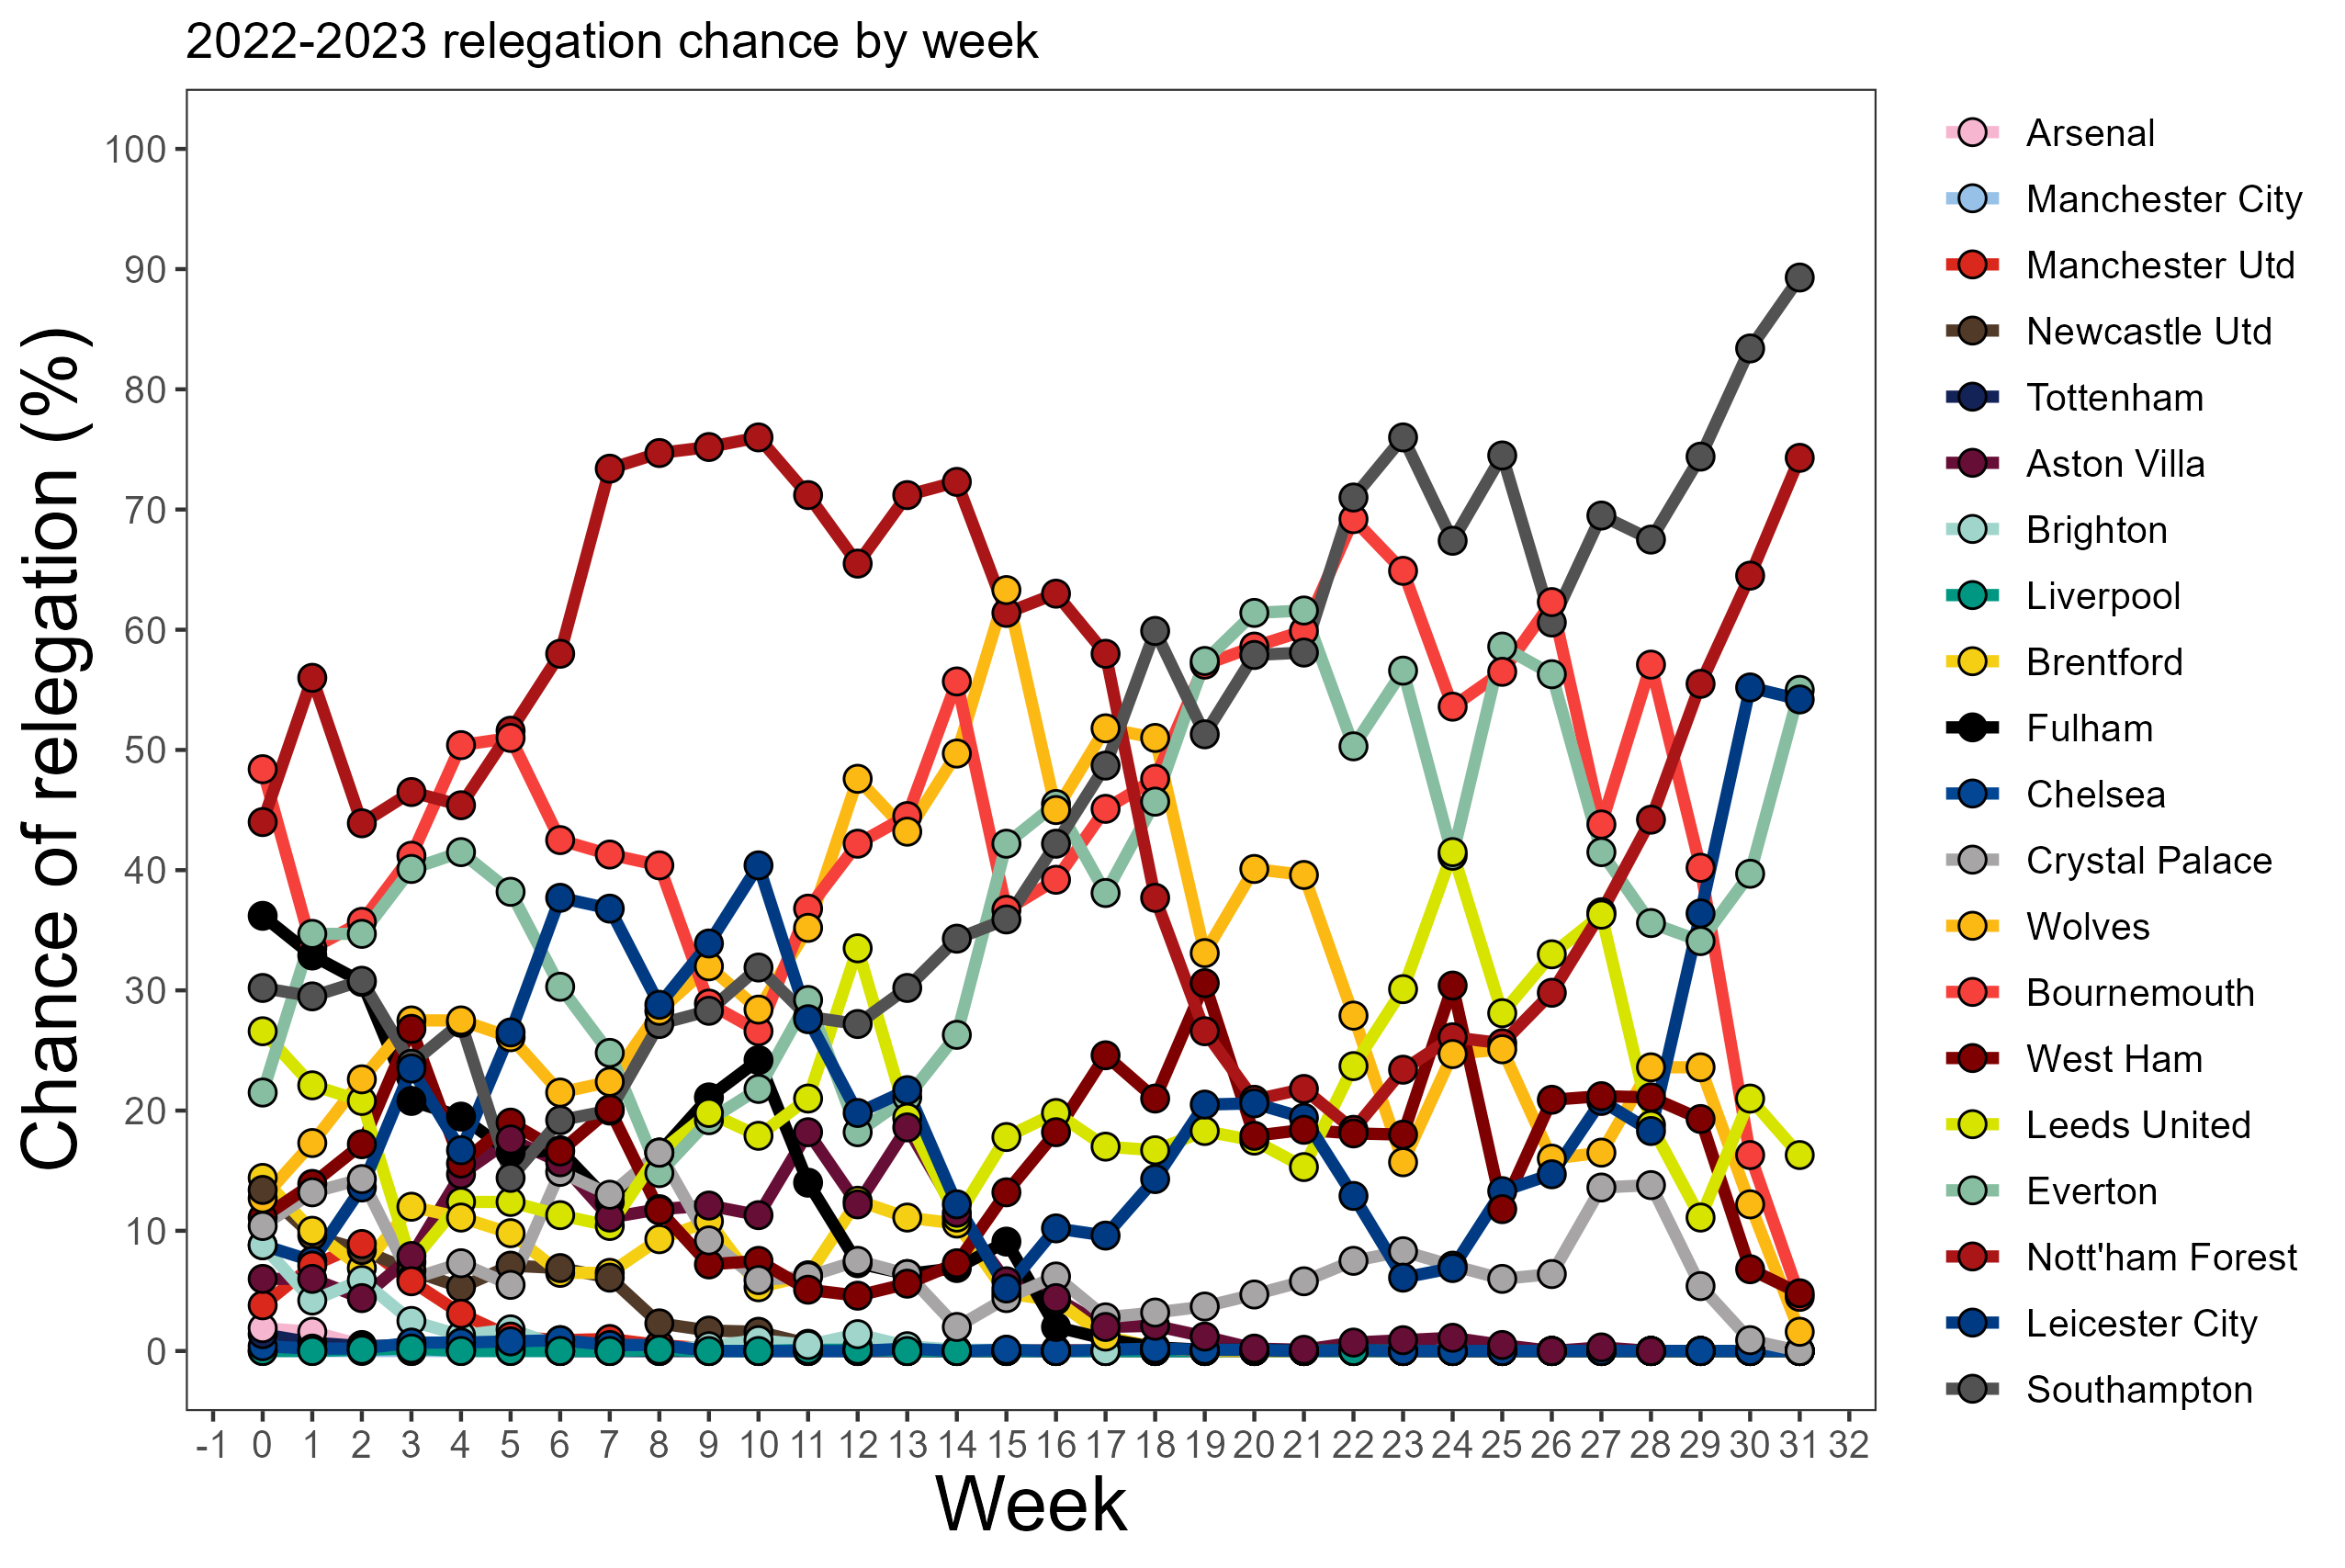 2022-2023 relegation chance by week
Chance of relegation (%)
100
90
80
70
60
50
40
30
20
10
0
-1 0 1 2 3 4 5 6 7 8 9 10 11 12 13 14 15 16 17 18 19 20 21 22 23 24 25 26 27 28 29 30 31 32
Week
Arsenal
Manchester City
Manchester Utd
Newcastle Utd
Tottenham
Aston Villa
Brighton
Liverpool
Brentford
Fulham
Chelsea
Crystal Palace
Wolves
Bournemouth
West Ham
Leeds United
Everton
Nott'ham Forest
Leicester City
Southampton